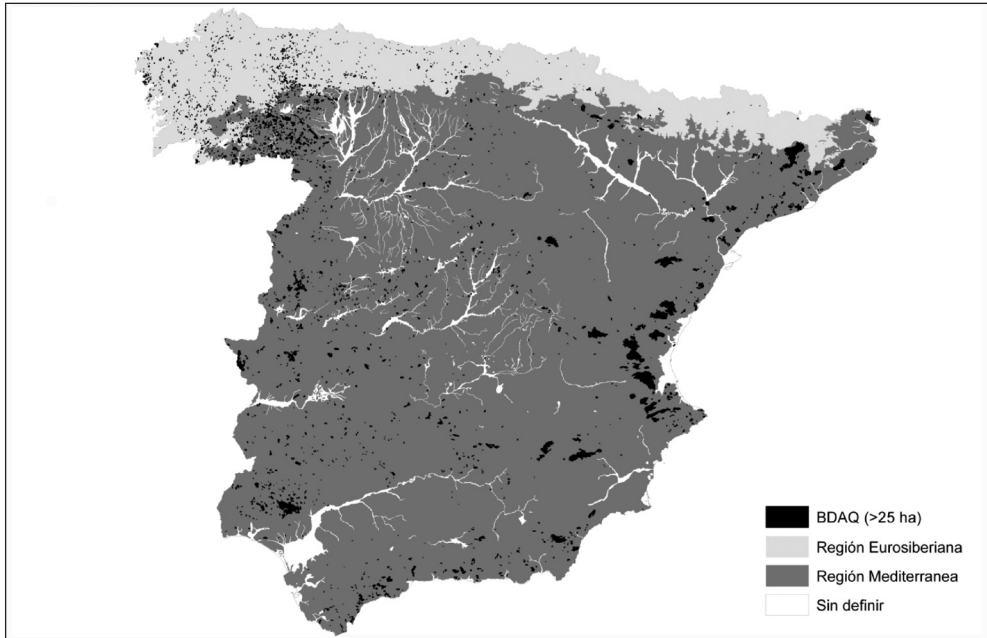 BDAQ (>25 ha)
Región Eurosiberiana
Región Mediterranea
Sin definir